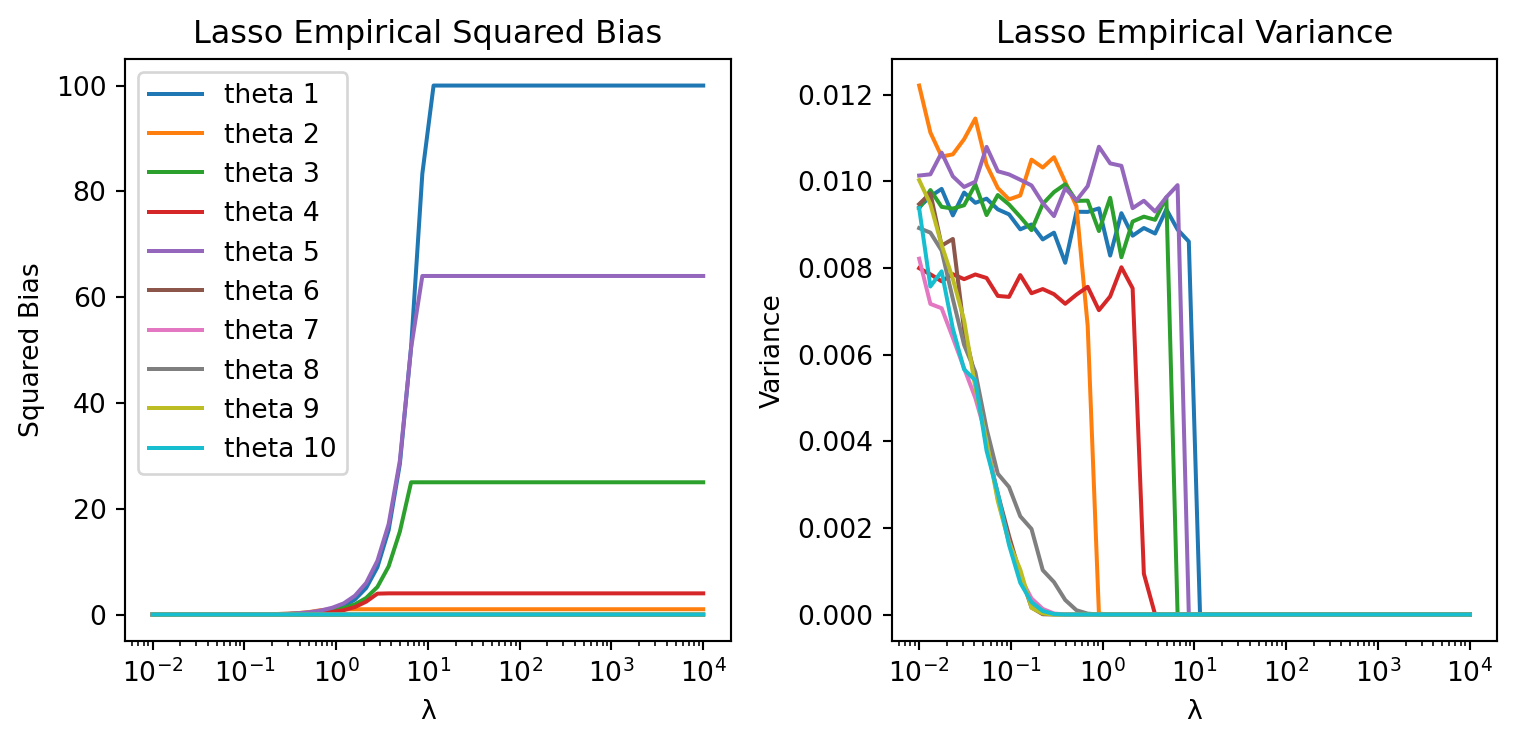 Lasso Empirical Squared Bias
Squared Bias
100
80
60
40
20
0
theta 1
theta 2
theta 3
theta 4
theta 5
theta 6
theta 7
theta 8
theta 9
theta 10
10⁻² 10⁻¹ 10⁰ 10¹ 10² 10³ 10⁴
λ
Lasso Empirical Variance
Variance
0.012
0.010
0.008
0.006
0.004
0.002
0.000
10⁻² 10⁻¹ 10⁰ 10¹ 10² 10³ 10⁴
λ